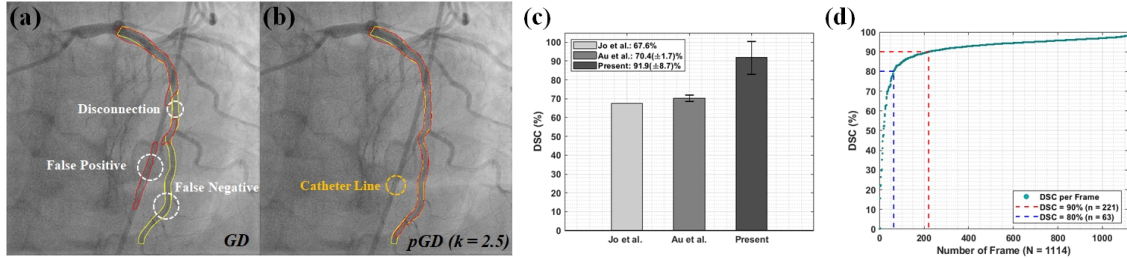 (a)
Disconnection
False Positive
False Negative
GD
(b)
Catheter Line
pGD (k = 2.5)
(c)
DSC (%)
100
95
90
85
80
75
70
65
60
55
50
45
40
35
30
25
20
15
10
5
0
Jo et al.: 67.6%
Au et al.: 70.4(±1.7)%
Present: 91.9(±8.7)%
Jo et al.
Au et al.
Present
(d)
DSC (%)
100
90
80
70
60
50
40
30
20
10
0
DSC per Frame
DSC = 90% (n = 221)
DSC = 80% (n = 63)
0 200 400 600 800 1000
Number of Frame (N = 1114)